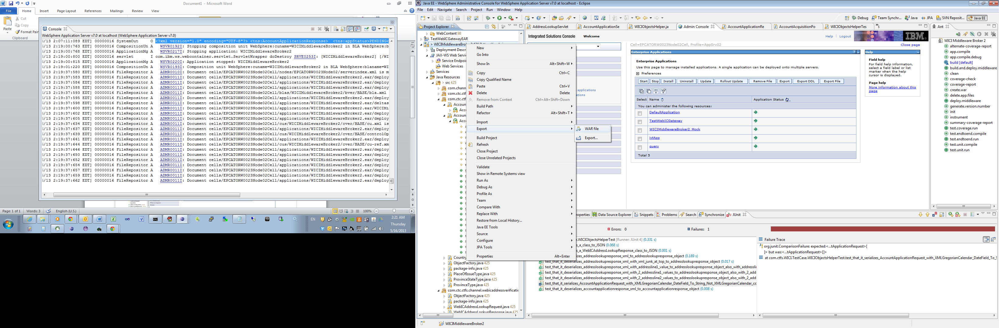 Document1 - Microsoft Word
File Home Insert Page Layout References Mailings Review View
Cut
Copy
Format Pain
Paste
Clipboard
Console
WebSphere Application Server v7.0 at localhost (WebSphere Application Server v7.0)
5/13 2:07:11:089 EDT] 00000016 SystemOut O <?xml version="1.0" encoding="UTF-8"?> <tns:AccountApplicationResponse> <tns:appStatus>PENDING<
5/13 2:19:00:763 EDT] 00000016 CompositionUn A WSVR0192I: Stopping composition unit WebSphere:cuname=WICIMiddlewareBroker2 in BLA WebSphere:b
5/13 2:19:00:768 EDT] 00000016 ApplicationMg A WSVR0217I: Stopping application: WICIMiddlewareBroker2
5/13 2:19:00:800 EDT] 00000016 servlet I com.ibm.ws.webcontainer.servlet.ServletWrapper doDestroy SRVE0253I: [WICIMiddlewareBroker2] [/WI
5/13 2:19:00:815 EDT] 00000016 ApplicationMg A WSVR0220I: Application stopped: WICIMiddlewareBroker2
5/13 2:19:01:220 EDT] 00000016 CompositionUn A WSVR0193I: Composition unit WebSphere:cuname=WICIMiddlewareBroker2 in BLA WebSphere:blaname=WI
5/13 2:19:37:580 EDT] 00000016 FileRepositor A ADMR0010I: Document cells/EPCATORW0023Node02Cell/nodes/EPCATORW0023Node02/serverindex.xml is m
5/13 2:19:37:583 EDT] 00000016 FileRepositor A ADMR0011I: Document cells/EPCATORW0023Node02Cell/applications/WICIMiddlewareBroker2.ear/deploy
5/13 2:19:37:586 EDT] 00000016 FileRepositor A ADMR0011I: Document cells/EPCATORW0023Node02Cell/applications/WICIMiddlewareBroker2.ear/deploy
5/13 2:19:37:588 EDT] 00000016 FileRepositor A ADMR0011I: Document cells/EPCATORW0023Node02Cell/applications/WICIMiddlewareBroker2.ear/deploy
5/13 2:19:37:593 EDT] 00000016 FileRepositor A ADMR0011I: Document cells/EPCATORW0023Node02Cell/blas/WICIMiddlewareBroker2/bver/BASE/bla.xml
5/13 2:19:37:595 EDT] 00000016 FileRepositor A ADMR0011I: Document cells/EPCATORW0023Node02Cell/applications/WICIMiddlewareBroker2.ear/deploy
5/13 2:19:37:598 EDT] 00000016 FileRepositor A ADMR0011I: Document cells/EPCATORW0023Node02Cell/applications/WICIMiddlewareBroker2.ear/deltas
5/13 2:19:37:600 EDT] 00000016 FileRepositor A ADMR0011I: Document cells/EPCATORW0023Node02Cell/applications/WICIMiddlewareBroker2.ear/WICIMi
5/13 2:19:37:602 EDT] 00000016 FileRepositor A ADMR0011I: Document cells/EPCATORW0023Node02Cell/applications/WICIMiddlewareBroker2.ear/deploy
5/13 2:19:37:605 EDT] 00000016 FileRepositor A ADMR0011I: Document cells/EPCATORW0023Node02Cell/applications/WICIMiddlewareBroker2.ear/deploy
5/13 2:19:37:634 EDT] 00000016 FileRepositor A ADMR0011I: Document cells/EPCATORW0023Node02Cell/cus/WICIMiddlewareBroker2/cver/BASE/cu.xml is
5/13 2:19:37:637 EDT] 00000016 FileRepositor A ADMR0011I: Document cells/EPCATORW0023Node02Cell/applications/WICIMiddlewareBroker2.ear/deploy
5/13 2:19:37:639 EDT] 00000016 FileRepositor A ADMR0011I: Document cells/EPCATORW0023Node02Cell/cus/WICIMiddlewareBroker2/cver/BASE/controlOp
5/13 2:19:37:641 EDT] 00000016 FileRepositor A ADMR0011I: Document cells/EPCATORW0023Node02Cell/applications/WICIMiddlewareBroker2.ear/deploy
5/13 2:19:37:644 EDT] 00000016 FileRepositor A ADMR0011I: Document cells/EPCATORW0023Node02Cell/cus/WICIMiddlewareBroker2/cver/BASE/cu-ref.xm
5/13 2:19:37:646 EDT] 00000016 FileRepositor A ADMR0011I: Document cells/EPCATORW0023Node02Cell/applications/WICIMiddlewareBroker2.ear/deploy
5/13 2:19:37:650 EDT] 00000016 FileRepositor A ADMR0011I: Document cells/EPCATORW0023Node02Cell/applications/WICIMiddlewareBroker2.ear/deploy
5/13 2:19:37:652 EDT] 00000016 FileRepositor A ADMR0011I: Document cells/EPCATORW0023Node02Cell/applications/WICIMiddlewareBroker2.ear/deploy
5/13 2:19:37:654 EDT] 00000016 FileRepositor A ADMR0011I: Document cells/EPCATORW0023Node02Cell/applications/WICIMiddlewareBroker2.ear/deploy
5/13 2:19:37:657 EDT] 00000016 FileRepositor A ADMR0011I: Document cells/EPCATORW0023Node02Cell/applications/WICIMiddlewareBroker2.ear/deploy
5/13 2:19:37:659 EDT] 00000016 FileRepositor A ADMR0011I: Document cells/EPCATORW0023Node02Cell/applications/WICIMiddlewareBroker2.ear/deploy
5/13 2:19:37:662 EDT] 00000016 FileRepositor A ADMR0011I: Document cells/EPCATORW0023Node02Cell/applications/WICIMiddlewareBroker2.ear/deploy
Page: 1 of 1 Words: 3 English (U.S.) 100%
EN 2:21 AM
Thursday
5/16/2013
Java EE - WebSphere Administrative Console for WebSphere Application Server v7.0 at localhost - Eclipse
File Edit Navigate Search Project Run Window Help
Debug Team Synchr... Java JPA SVN Reposit... Java EE
Project Explorer
WebContent 98
TestWebICGatewayEAR
> WICIMiddlewareBro
Deployment Descr
JAX-WS Web Servic
Service Endpoin
Web Services
Services
Java Resources
> src 425
com.chann
com.ctc.ctf
com.ctc.ctf
Accoun
Acco
Accoun
Acco
Country
ObjectFactory.java 425
package-info.java 425
PlaceOfIssueType.java 425
ProvinceStateType.java 425
ProvinceType.java 425
com.ctc.ctfs.channel.webicaddressverificatio
ObjectFactory.java 425
package-info.java 425
WebICAddressLookupRequest.java 425
WebICAddressLookupResponse.java 425
WICIMiddlewareBroker2
New
Go Into
Show In Alt+Shift+W
Copy Ctrl+C
Copy Qualified Name
Paste Ctrl+V
Delete Delete
Remove from Context Ctrl+Alt+Shift+Down
Build Path
Refactor Alt+Shift+T
Import
Export
Build Project
Refresh
Close Project
Close Unrelated Projects
Validate
Show in Remote Systems view
Run As
Debug As
Profile As
Team
Compare With
Replace With
Restore from Local History...
Java EE Tools
Source
Configure
JPA Tools
Properties Alt+Enter
WAR file
Export...
AddressLookupServlet AccountApplicationSe WICIObjectsHelper.ja Admin Console AccountApplicationRe AccountAcquisitionPo WICIObjectsHelperTes »5
Integrated Solutions Console Welcome Help | Logout IBM
applications
ations
Cell=EPCATORW0023Node02Cell, Profile=AppSrv02 Close page
Enterprise Applications ? –
Enterprise Applications
Use this page to manage installed applications. A single application can be deployed onto multiple servers.
Preferences
Start Stop Install Uninstall Update Rollout Update Remove File Export Export DDL Export File
Select Name Application Status
You can administer the following resources:
DefaultApplication
TestWebICGateway
WICIMiddlewareBroker2_Mock
ivtApp
query
Total 5
Help
Field help
For field help information,
select a field label or list
marker when the help
cursor is displayed.
Page help
More information about this
page
Ant
WICI Middleware Broker 2
alternate-coverage-report
app.compile
app.compile.debug
build [default]
build.and.deploy.middleware
clean
coverage-check
coverage-report
create.war
delete.app.files
deploy.middleware
generate.version.number
init
instrument
summary-coverage-report
test.coverage.run
test.endtoend.compile
test.endtoend.run
test.unit.compile
test.unit.run
roperties Data Source Explorer Snippets Problems Search Synchronize JUnit
Errors: 0 Failures: 1
e.WICIObjectsHelperTest [Runner: JUnit 4] (0.331 s)
s_a_class_to_JSON (0.068 s)
s_a_WebICAddressLookupResponse_class_to_JSON (0.001 s)
izes_addresslookupresponse_xml_to_addresslookupresponse_object (0.189 s)
test_that_it_deserializes_addresslookupresponse_xml_with_xml_junk_at_top_to_addresslookupresponse_object (0.017 s)
test_that_it_deserializes_addresslookupresponse_xml_with_addressline1_value_to_addresslookupresponse_object_also_with_addresslin
test_that_it_deserializes_addresslookupresponse_xml_with_2_addressline1_values_to_addresslookupresponse_object_also_with_2_add
test_that_it_deserializes_addresslookupresponse_xml_with_2_addressline2_values_to_addresslookupresponse_object_also_with_2_add
test_that_it_serializes_AccountApplicationRequest_with_XMLGregorianCalendar_DateField_To_String_Not_XMLGregorianCalendar_co
test_that_it_deserializes_accountapplicationresponse_xml_to_accountapplicationresponse_object (0.008 s)
Failure Trace
org.junit.ComparisonFailure: expected:<...tApplicationRequest>[
]> but was:<...tApplicationRequest>[]>
at com.ctfs.WICI.TestCase.WICIObjectsHelperTest.test_that_it_serializes_AccountApplicationRequest_with_XMLGregorianCalendar_DateField_To_S